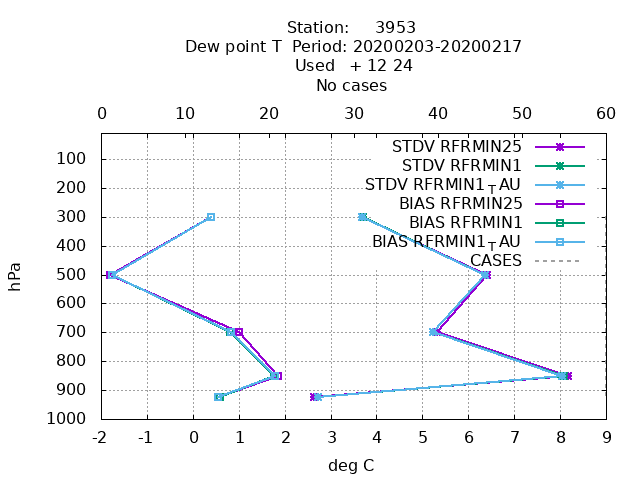 Station: 3953
Dew point T Period: 20200203-20200217
Used + 12 24
No cases
0 10 20 30 40 50 60
STDV RFRMIN25
STDV RFRMIN1
STDV RFRMIN1TAU
BIAS RFRMIN25
BIAS RFRMIN1
BIAS RFRMIN1TAU
CASES
hPa
100
200
300
400
500
600
700
800
900
1000
-2 -1 0 1 2 3 4 5 6 7 8 9
deg C